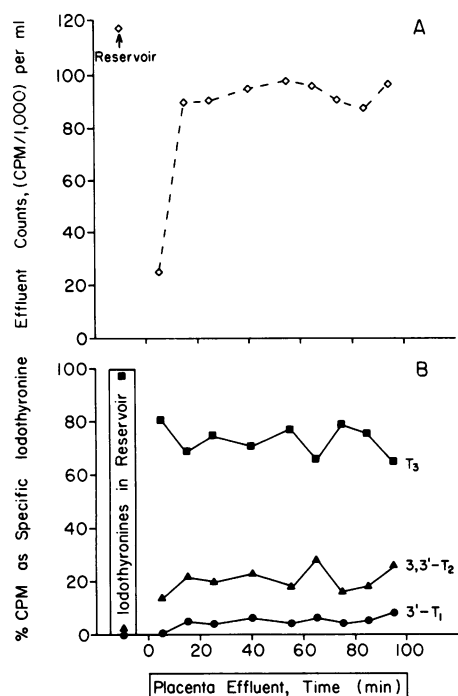 A
Effluent Counts, (CPM/1,000) per ml
120
100
80
60
40
20
0
Reservoir
B
% CPM as Specific Iodothyronine
100
80
60
40
20
0
Iodothyronines in Reservoir
T₃
3,3'-T₂
3'-T₁
0 20 40 60 80 100
Placenta Effluent, Time (min)